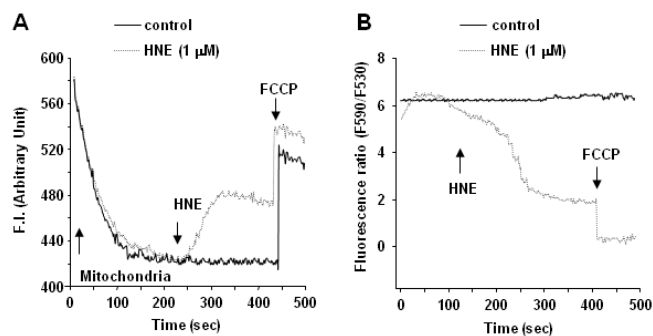 A
control
HNE (1 µM)
F.I. (Arbitrary Unit)
600
560
520
480
440
400
FCCP
HNE
Mitochondria
0
100
200
300
400
500
Time (sec)
B
control
HNE (1 µM)
Fluorescence ratio (F590/F530)
8
6
4
2
0
HNE
FCCP
0
100
200
300
400
500
Time (sec)